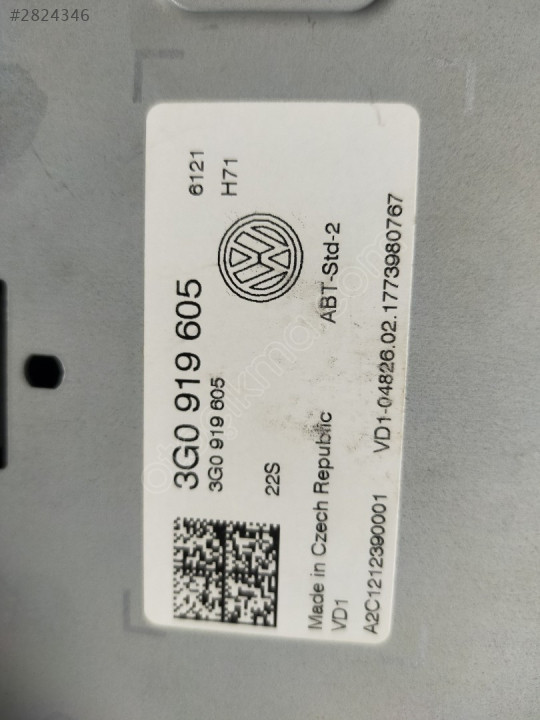 #2824346
3G0 919 605
6121
3G0 919 605
H71
22S
Made in Czech Republic
ABT-Std-2
VD1
A2C1212390001
VD1-04826.02.1773980767